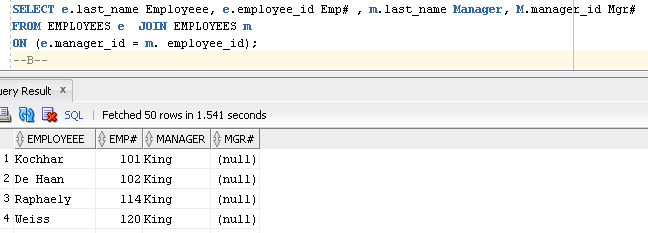 SELECT e.last_name Employeee, e.employee_id Emp# , m.last_name Manager, M.manager_id Mgr#
FROM EMPLOYEES e JOIN EMPLOYEES m
ON (e.manager_id = m. employee_id);
--B--
uery Result x
SQL | Fetched 50 rows in 1.541 seconds
EMPLOYEEE EMP# MANAGER MGR#
1 Kochhar 101 King (null)
2 De Haan 102 King (null)
3 Raphaely 114 King (null)
4 Weiss 120 King (null)